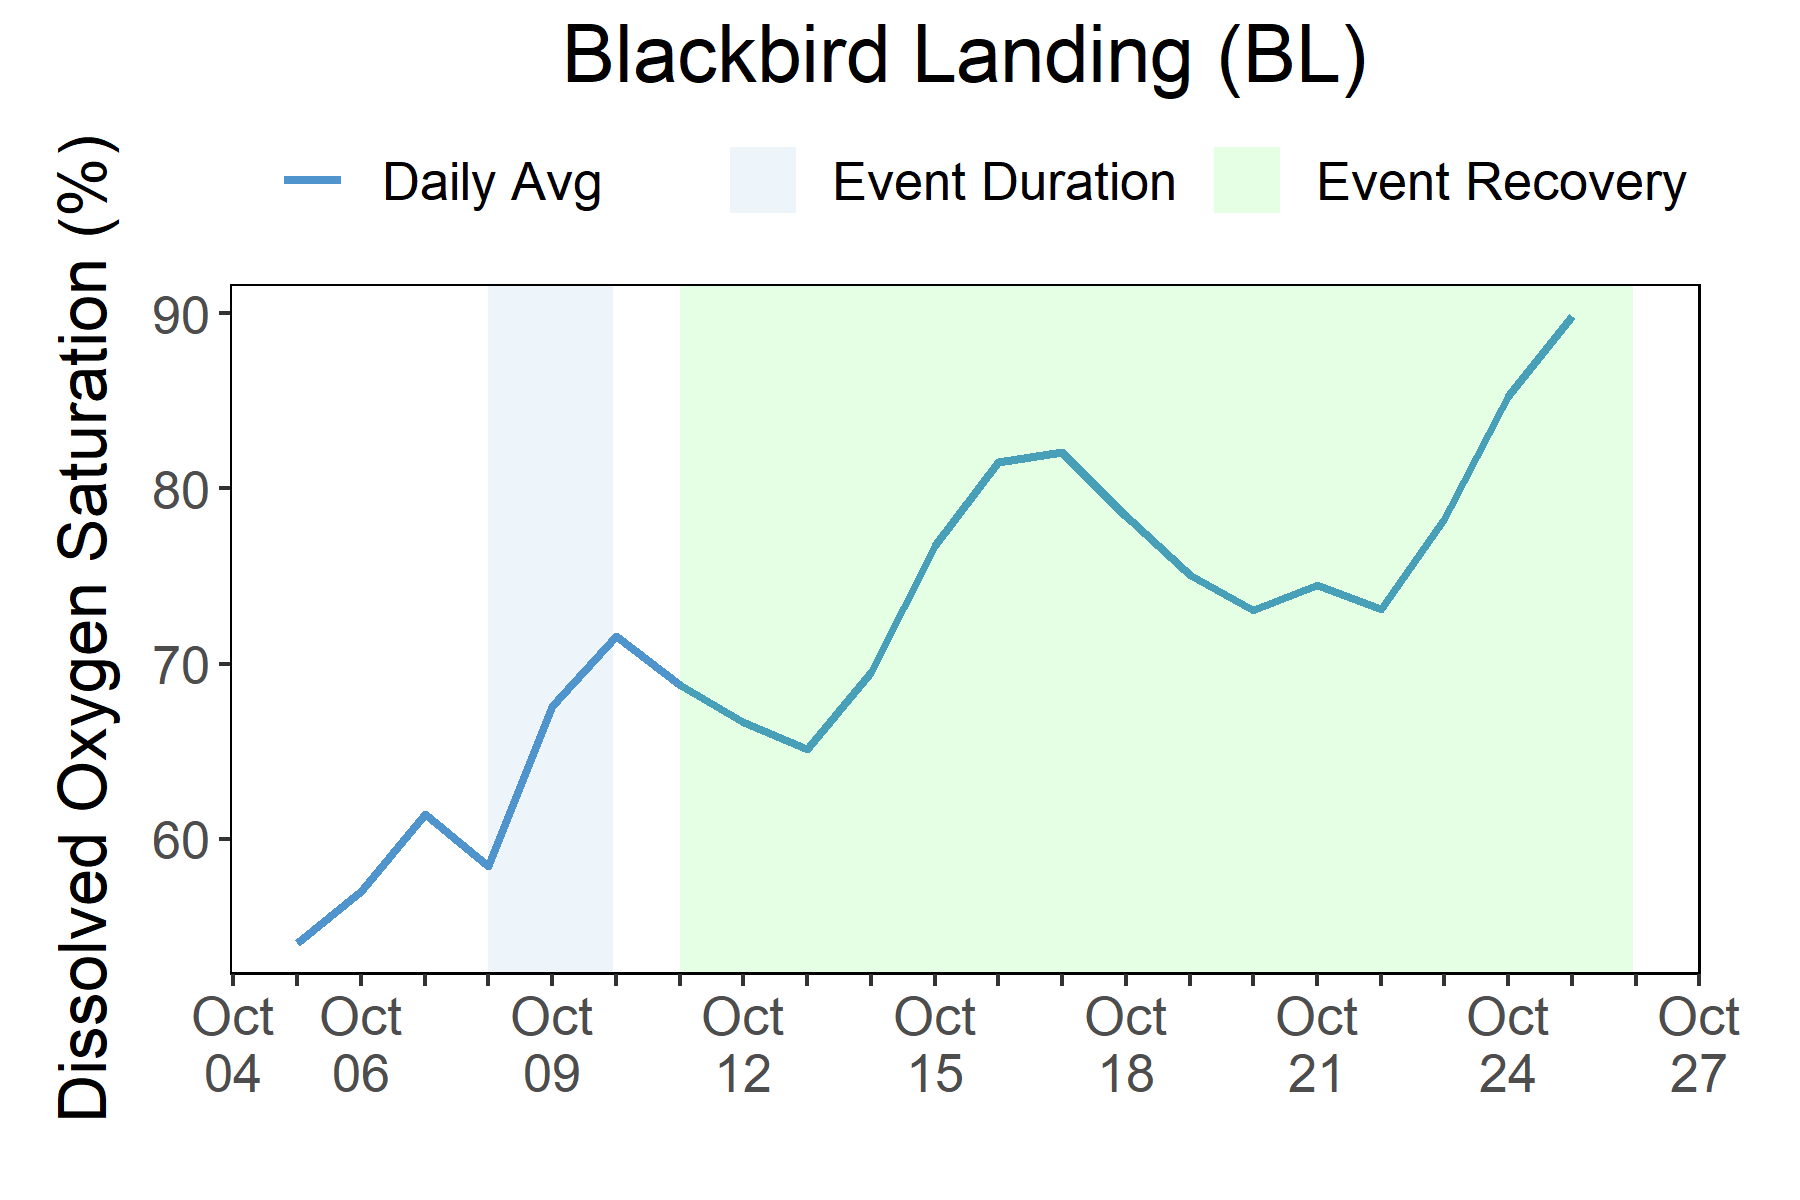 Blackbird Landing (BL)
Daily Avg
Event Duration
Event Recovery
Dissolved Oxygen Saturation (%)
90
80
70
60
Oct 04
Oct 06
Oct 09
Oct 12
Oct 15
Oct 18
Oct 21
Oct 24
Oct 27